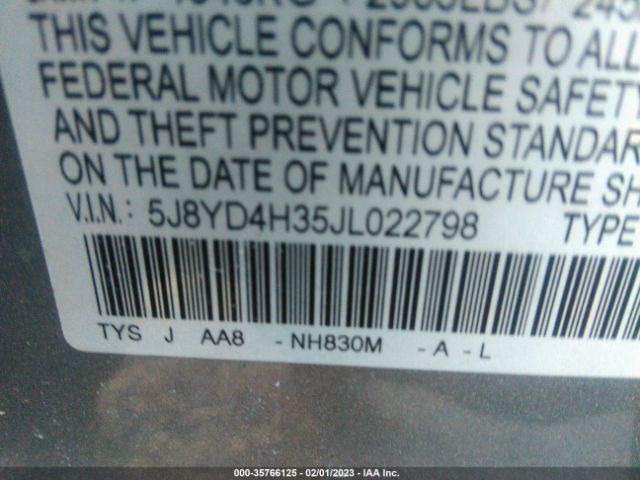 THIS VEHICLE CONFORMS TO ALL
FEDERAL MOTOR VEHICLE SAFETY
AND THEFT PREVENTION STANDAR
ON THE DATE OF MANUFACTURE SH
V.I.N.: 5J8YD4H35JL022798 TYPE
TYS J AA8 - NH830M - A - L
000-35766125 | 02/01/2023 | IAA Inc.